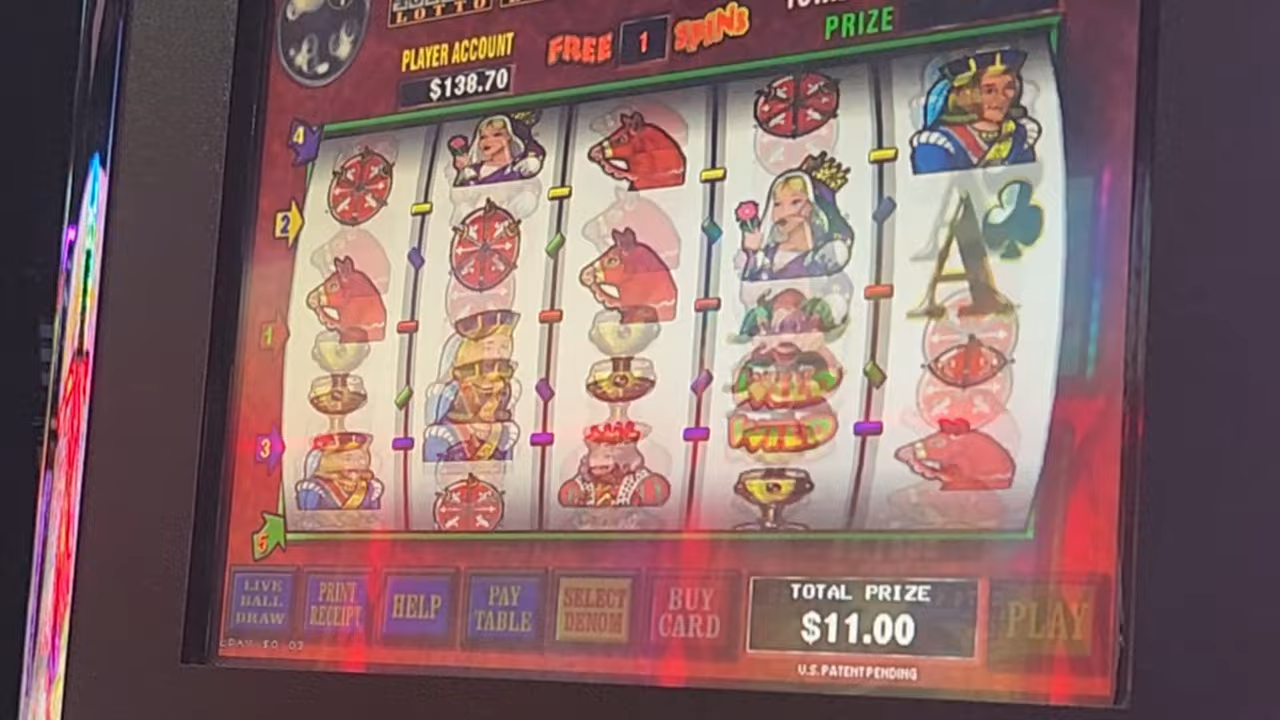 LOTTO
PLAYER ACCOUNT
$138.70
FREE 1 SPINS
PRIZE
4
2
1
3
5
A
WILD
LIVE
BALL
DRAW
PRINT
RECEIPT
HELP
PAY
TABLE
SELECT
DENOM
BUY
CARD
TOTAL PRIZE
$11.00
PLAY
U.S. PATENT PENDING